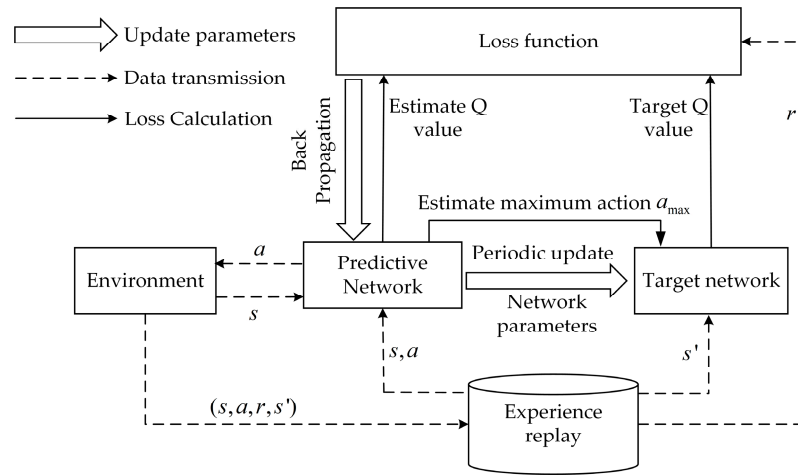 Update parameters
Data transmission
Loss Calculation
Loss function
r
Back
Propagation
Estimate Q
value
Target Q
value
Estimate maximum action a_max
Environment
a
s
Predictive
Network
Periodic update
Network
parameters
Target network
s,a
s'
(s,a,r,s')
Experience
replay